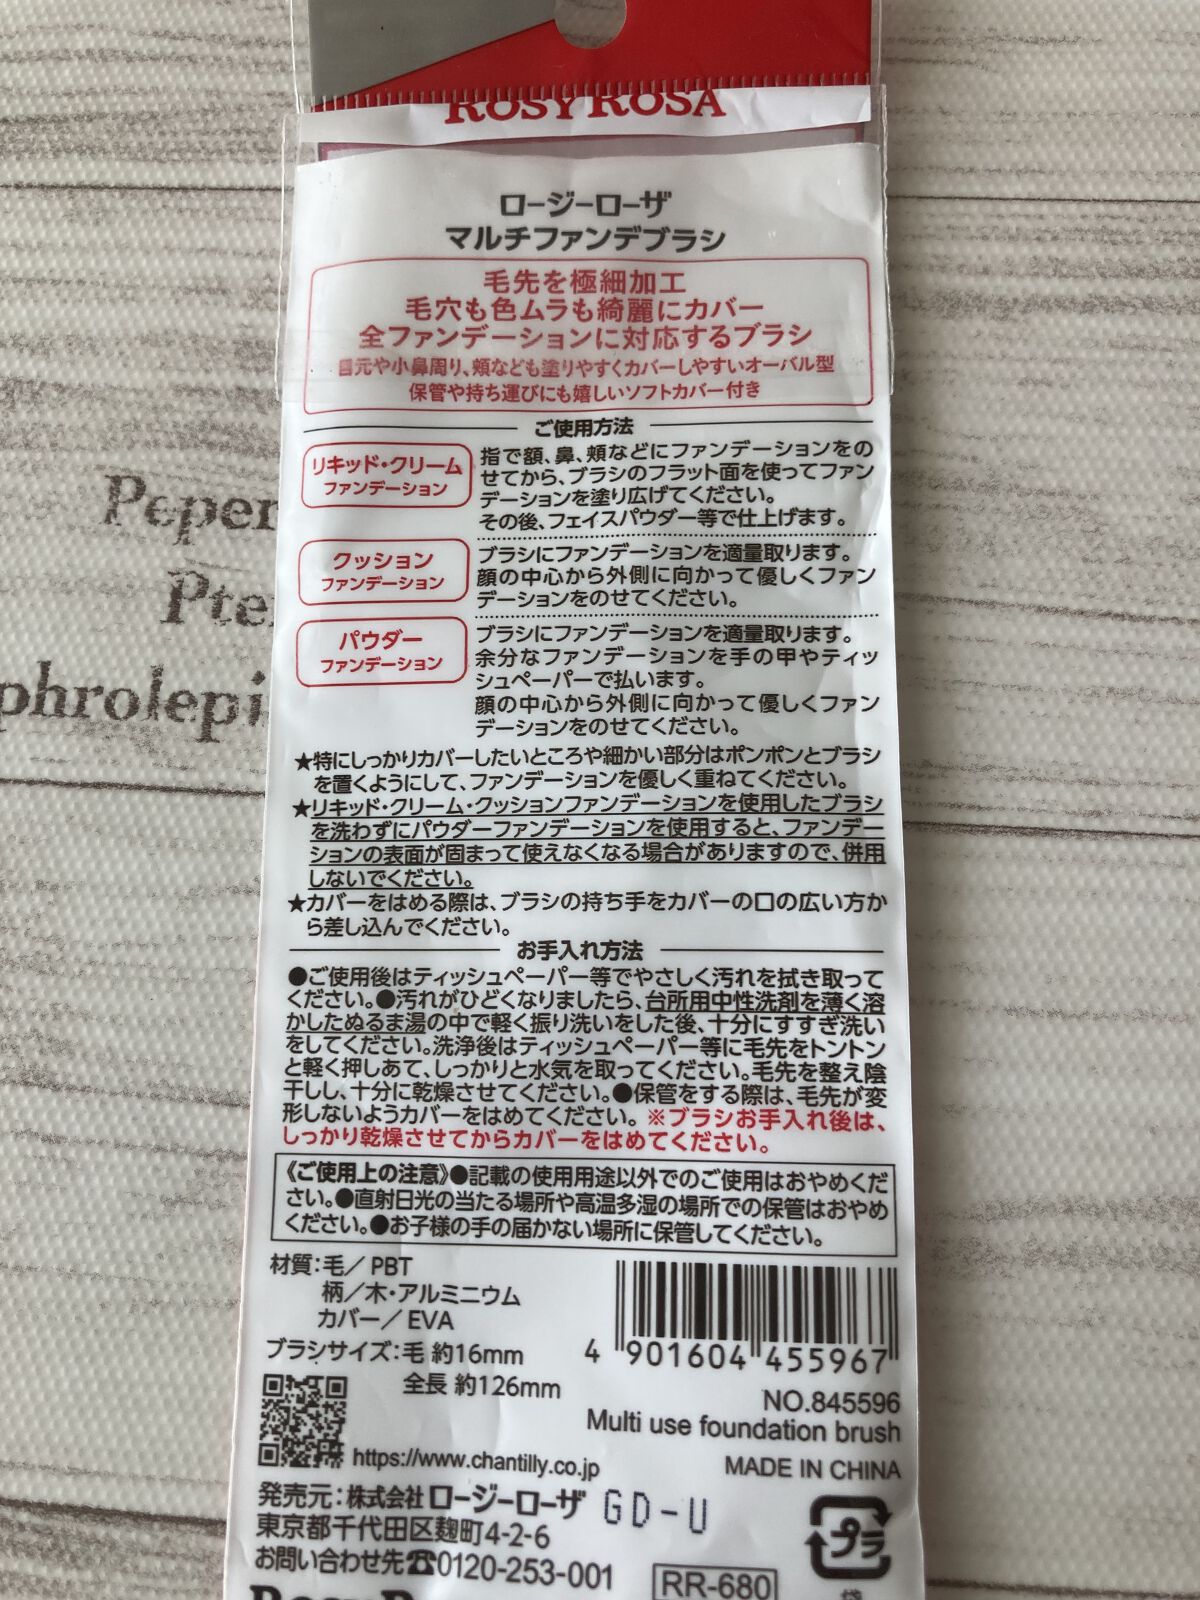 ROSY ROSA
ロージーローザ
マルチファンデブラシ
毛先を極細加工
毛穴も色ムラも綺麗にカバー
全ファンデーションに対応するブラシ
目元や小鼻周り、頬なども塗りやすくカバーしやすいオーバル型
保管や持ち運びにも嬉しいソフトカバー付き
ご使用方法
リキッド・クリーム
ファンデーション
指で額、鼻、頬などにファンデーションをの
せてから、ブラシのフラット面を使ってファン
デーションを塗り広げてください。
その後、フェイスパウダー等で仕上げます。
クッション
ファンデーション
ブラシにファンデーションを適量取ります。
顔の中心から外側に向かって優しくファン
デーションをのせてください。
パウダー
ファンデーション
ブラシにファンデーションを適量取ります。
余分なファンデーションを手の甲やティッ
シュペーパーで払います。
顔の中心から外側に向かって優しくファン
デーションをのせてください。
★特にしっかりカバーしたいところや細かい部分はポンポンとブラシ
を置くようにして、ファンデーションを優しく重ねてください。
★リキッド・クリーム・クッションファンデーションを使用したブラシ
を洗わずにパウダーファンデーションを使用すると、ファンデー
ションの表面が固まって使えなくなる場合がありますので、併用
しないでください。
★カバーをはめる際は、ブラシの持ち手をカバーの口の広い方か
ら差し込んでください。
お手入れ方法
●ご使用後はティッシュペーパー等でやさしく汚れを拭き取って
ください。●汚れがひどくなりましたら、台所用中性洗剤を薄く溶
かしたぬるま湯の中で軽く振り洗いをした後、十分にすすぎ洗い
をしてください。洗浄後はティッシュペーパー等に毛先をトントン
と軽く押しあて、しっかりと水気を取ってください。毛先を整え陰
干しし、十分に乾燥させてください。●保管をする際は、毛先が変
形しないようカバーをはめてください。※ブラシお手入れ後は、
しっかり乾燥させてからカバーをはめてください。
《ご使用上の注意》●記載の使用用途以外でのご使用はおやめくだ
さい。●直射日光の当たる場所や高温多湿の場所での保管はおやめ
ください。●お子様の手の届かない場所に保管してください。
材質：毛／PBT
柄／木・アルミニウム
カバー／EVA
ブラシサイズ：毛 約16mm
全長 約126mm
4 901604 455967
NO.845596
Multi use foundation brush
https://www.chantilly.co.jp
MADE IN CHINA
発売元：株式会社ロージーローザ
GD-U
東京都千代田区麹町4-2-6
お問い合わせ先☎0120-253-001
プラ
RR-680
Peper
Pte
phrolepi